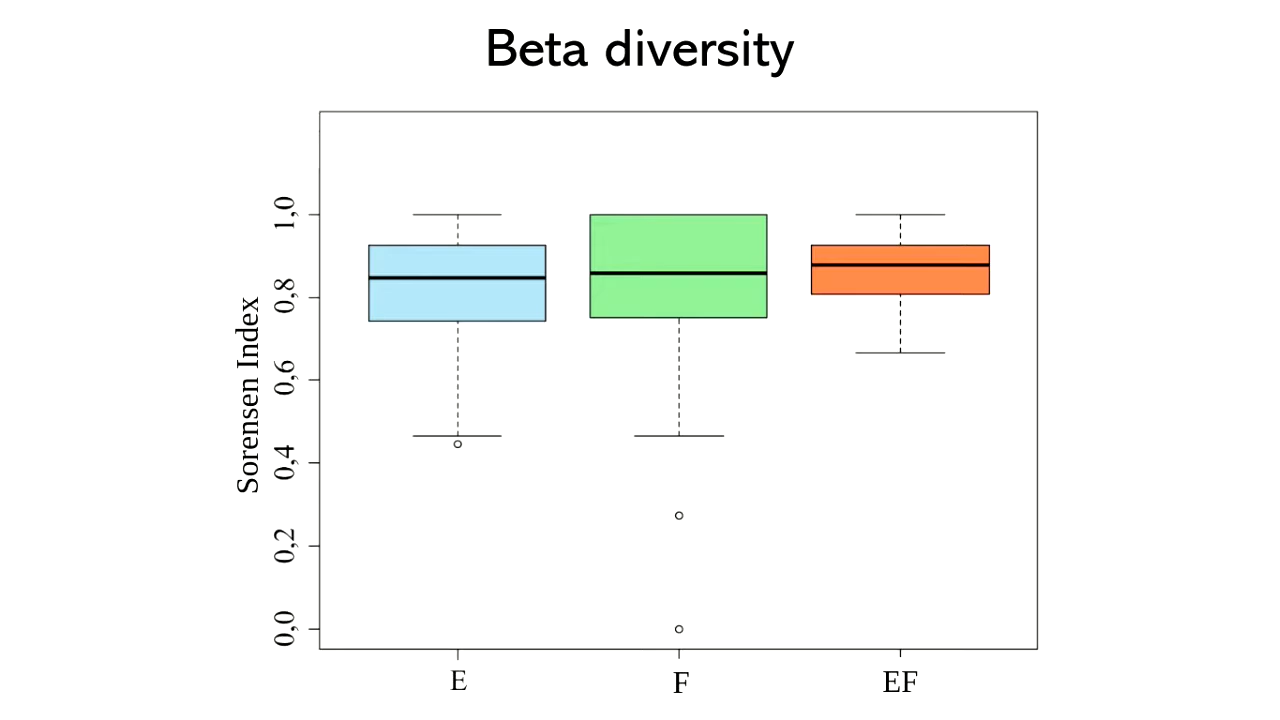 Beta diversity
Sorensen Index
1,0
0,8
0,6
0,4
0,2
0,0
E
F
EF